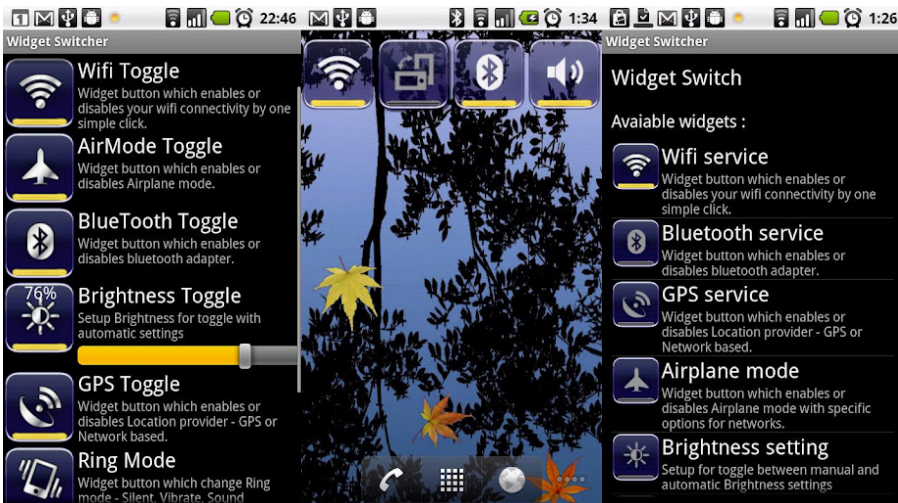 22:46
Widget Switcher
Wifi Toggle
Widget button which enables or
disables your wifi connectivity by one
simple click.
AirMode Toggle
Widget button which enables or
disables Airplane mode.
BlueTooth Toggle
Widget button which enables or
disables bluetooth adapter.
76%
Brightness Toggle
Setup Brightness for toggle with
automatic settings
GPS Toggle
Widget button which enables or
disables Location provider - GPS or
Network based.
Ring Mode
Widget button which change Ring
mode - Silent, Vibrate, Sound
1:34
1:26
Widget Switcher
Widget Switch
Avaiable widgets :
Wifi service
Widget button which enables or
disables your wifi connectivity by one
simple click.
Bluetooth service
Widget button which enables or
disables bluetooth adapter.
GPS service
Widget button which enables or
disables Location provider - GPS or
Network based.
Airplane mode
Widget button which enables or
disables Airplane mode with specific
options for networks.
Brightness setting
Setup for toggle between manual and
automatic Brightness settings